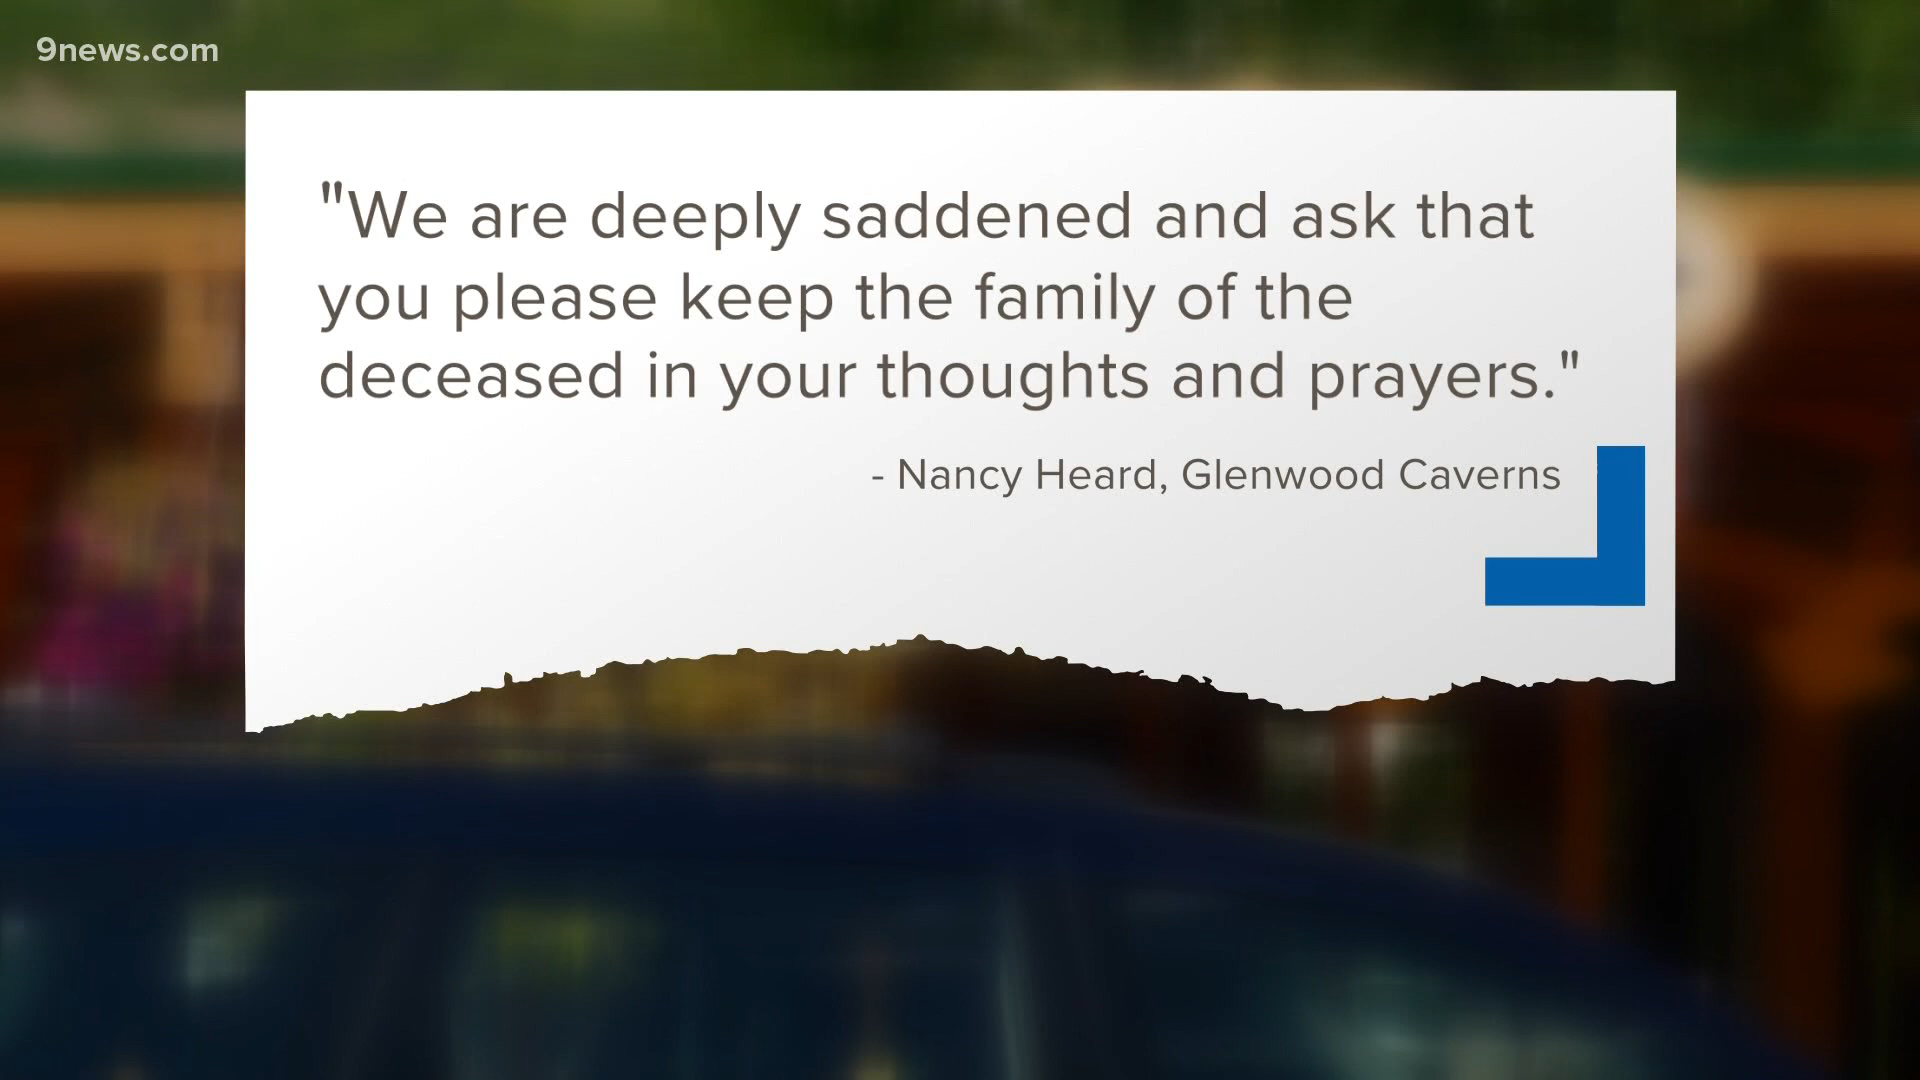 9news.com
"We are deeply saddened and ask that
you please keep the family of the
deceased in your thoughts and prayers."
- Nancy Heard, Glenwood Caverns